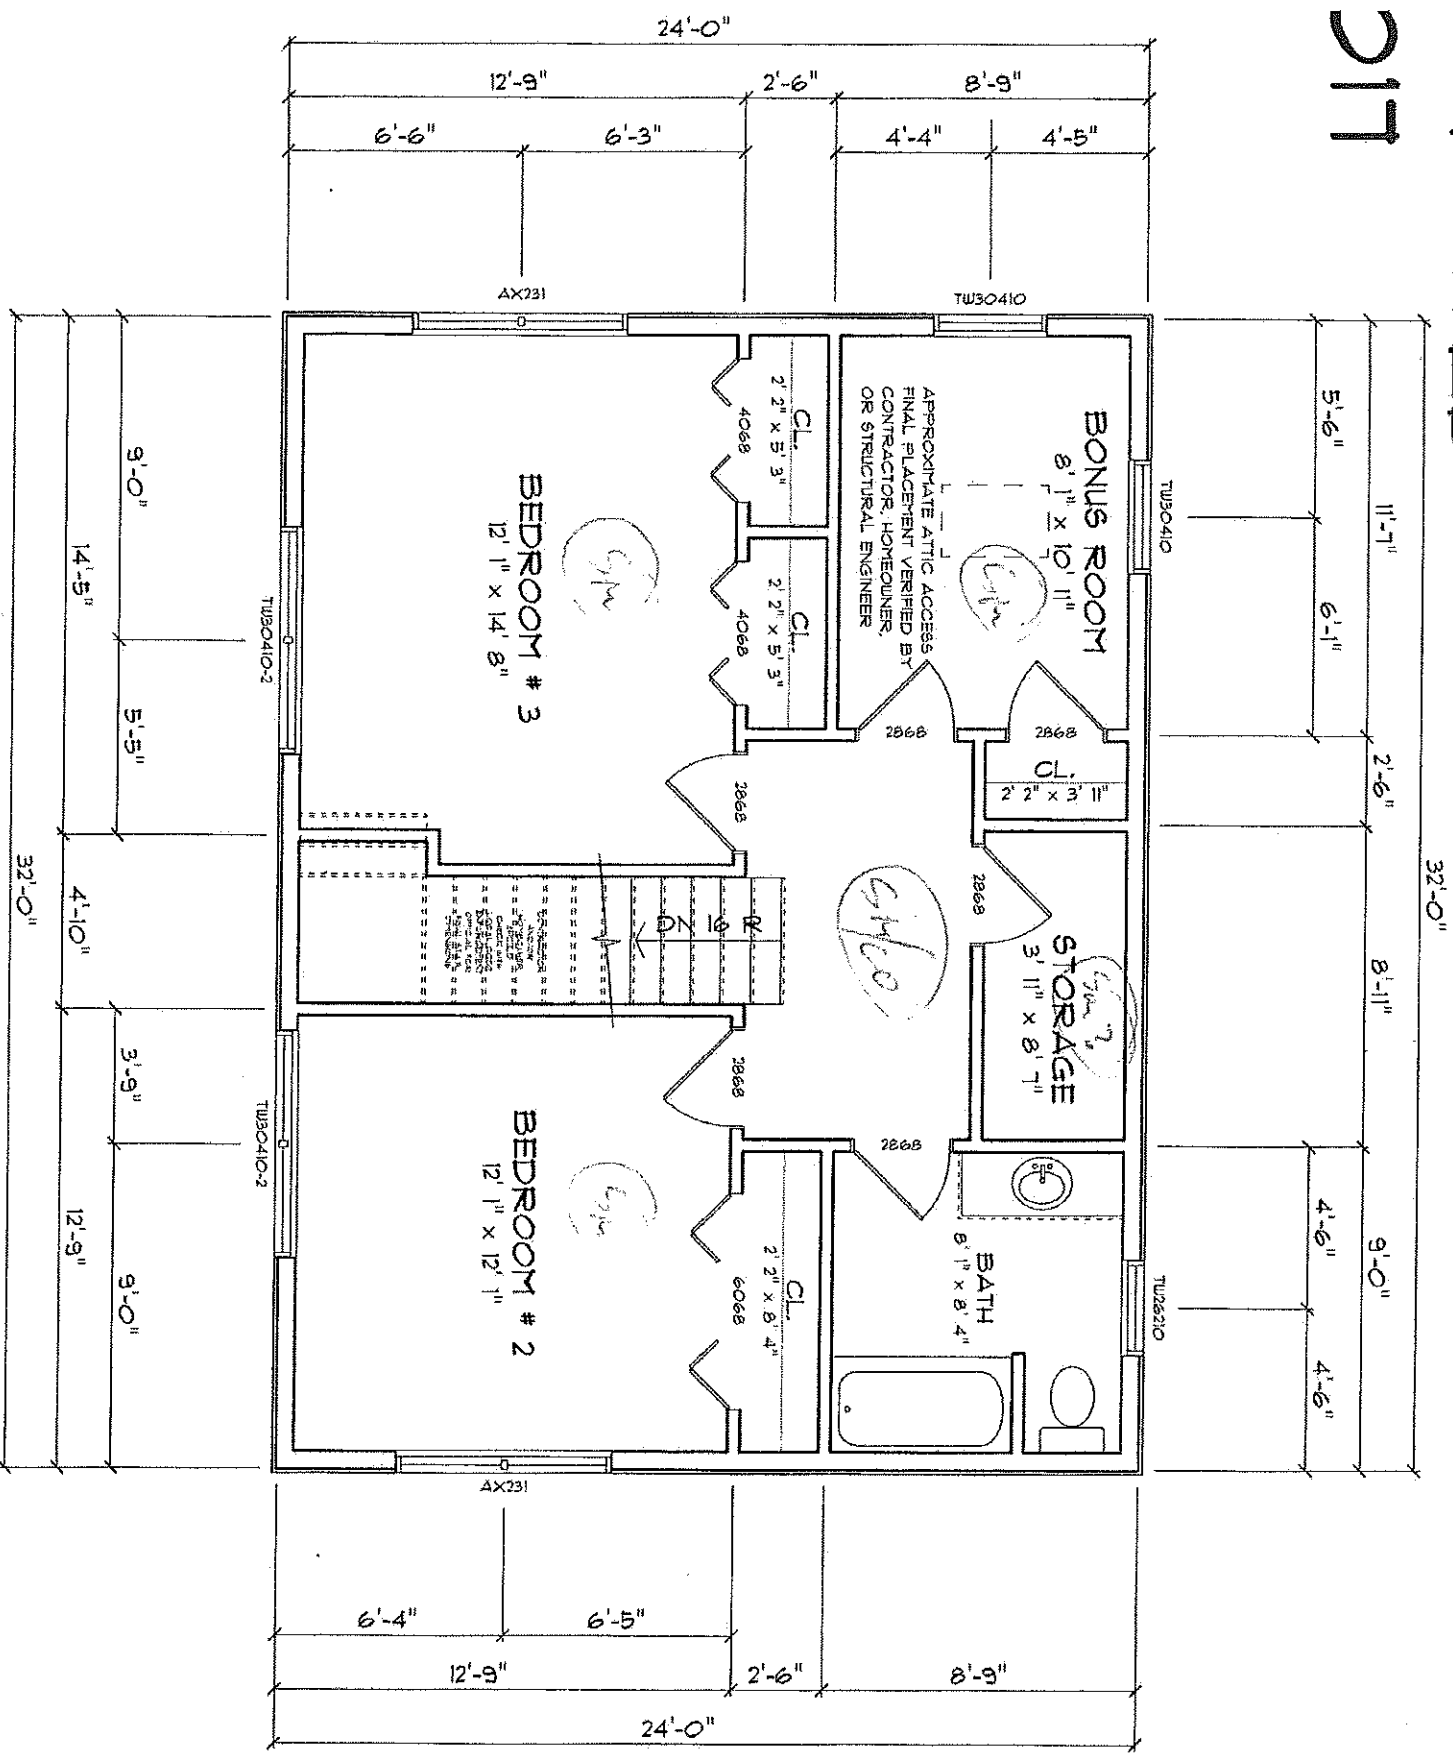 24'-0"
12'-9"
2'-6"
8'-9"
6'-6"
6'-3"
4'-4"
4'-5"
AX231
TW30410
32'-0"
11'-7"
2'-6"
8'-11"
9'-0"
5'-6"
6'-1"
4'-6"
4'-6"
TW30410
TW26210
BONUS ROOM
8' 1" x 10' 11"
APPROXIMATE ATTIC ACCESS
FINAL PLACEMENT VERIFIED BY
CONTRACTOR, HOMEOWNER,
OR STRUCTURAL ENGINEER
2868
2868
CL.
2' 2" x 3' 11"
2868
STORAGE
3' 11" x 8' 7"
SM/CO
2868
BATH
8' 1" x 8' 4"
CL.
2' 2" x 5' 3"
4068
CL.
2' 2" x 5' 3"
4068
BEDROOM # 3
12' 1" x 14' 8"
2868
DN 16 R
2868
CL.
2' 2" x 8' 4"
6068
BEDROOM # 2
12' 1" x 12' 1"
TW30410-2
TW30410-2
9'-0"
5'-5"
3'-9"
9'-0"
14'-5"
4'-10"
12'-9"
32'-0"
AX231
6'-4"
6'-5"
12'-9"
2'-6"
8'-9"
24'-0"